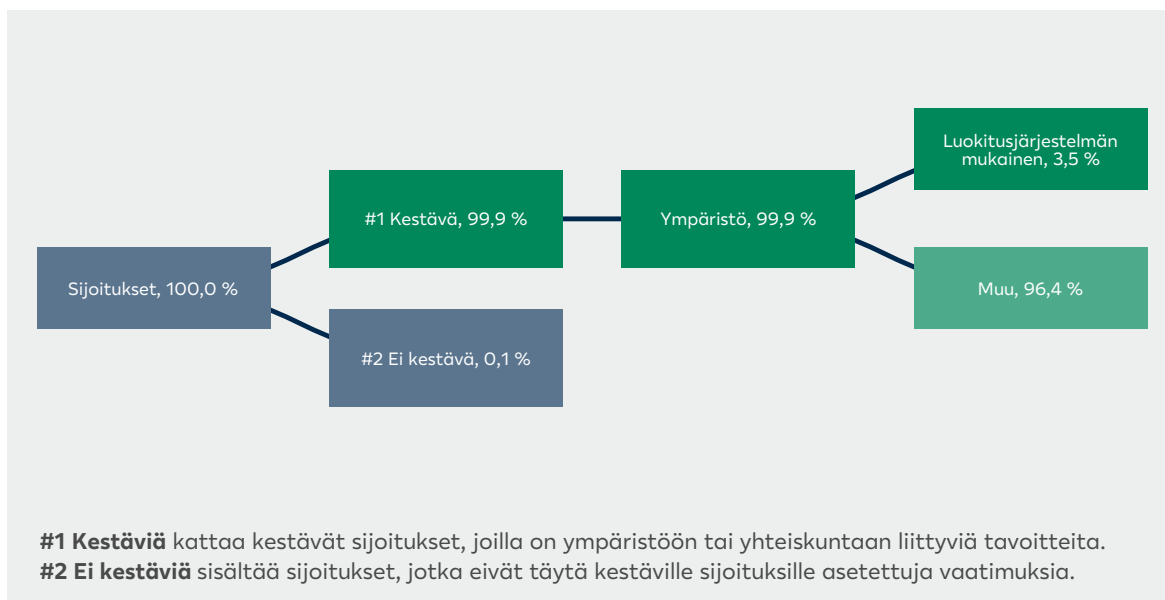 Luokitusjärjestelmän
mukainen, 3,5 %
#1 Kestävä, 99,9 %
Ympäristö, 99,9 %
Sijoitukset, 100,0 %
Muu, 96,4 %
#2 Ei kestävä, 0,1 %
#1 Kestäviä kattaa kestävät sijoitukset, joilla on ympäristöön tai yhteiskuntaan liittyviä tavoitteita.
#2 Ei kestäviä sisältää sijoitukset, jotka eivät täytä kestäville sijoituksille asetettuja vaatimuksia.